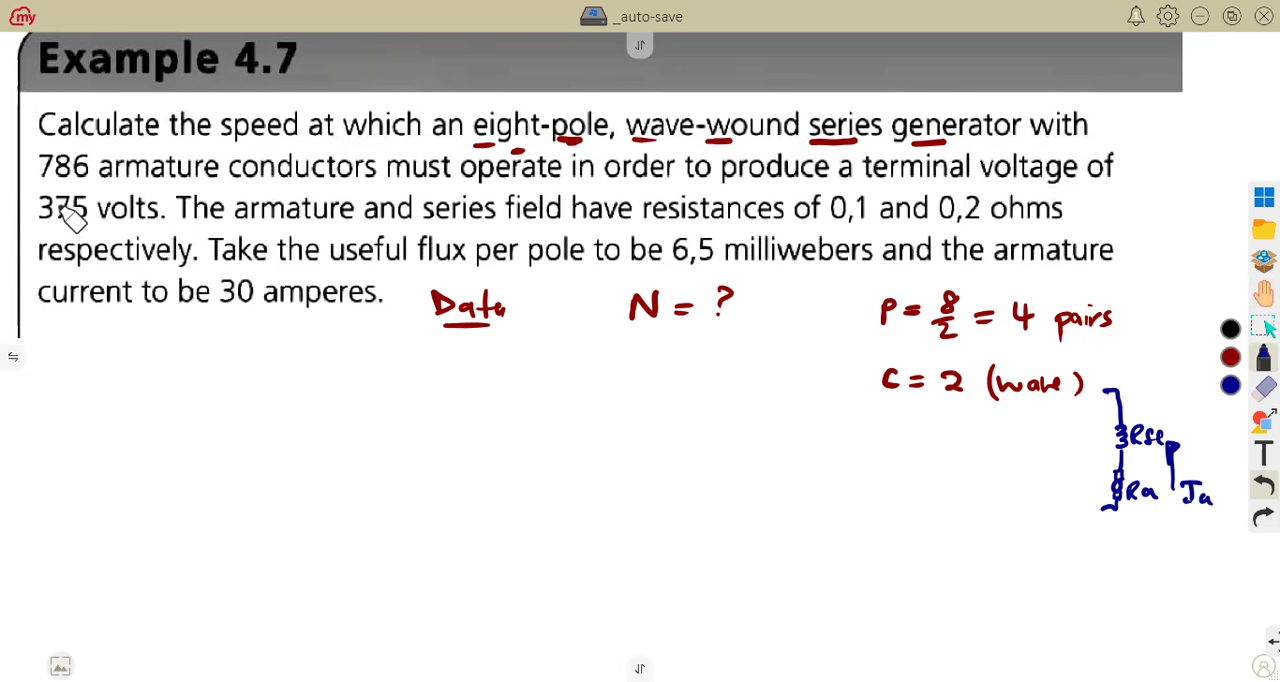 my
_auto-save
Example 4.7
Calculate the speed at which an eight-pole, wave-wound series generator with
786 armature conductors must operate in order to produce a terminal voltage of
375 volts. The armature and series field have resistances of 0,1 and 0,2 ohms
respectively. Take the useful flux per pole to be 6,5 milliwebers and the armature
current to be 30 amperes.
Data N = ? P = 8/2 = 4 pairs
C = 2 (wave)
Rse
Ra Ia
T